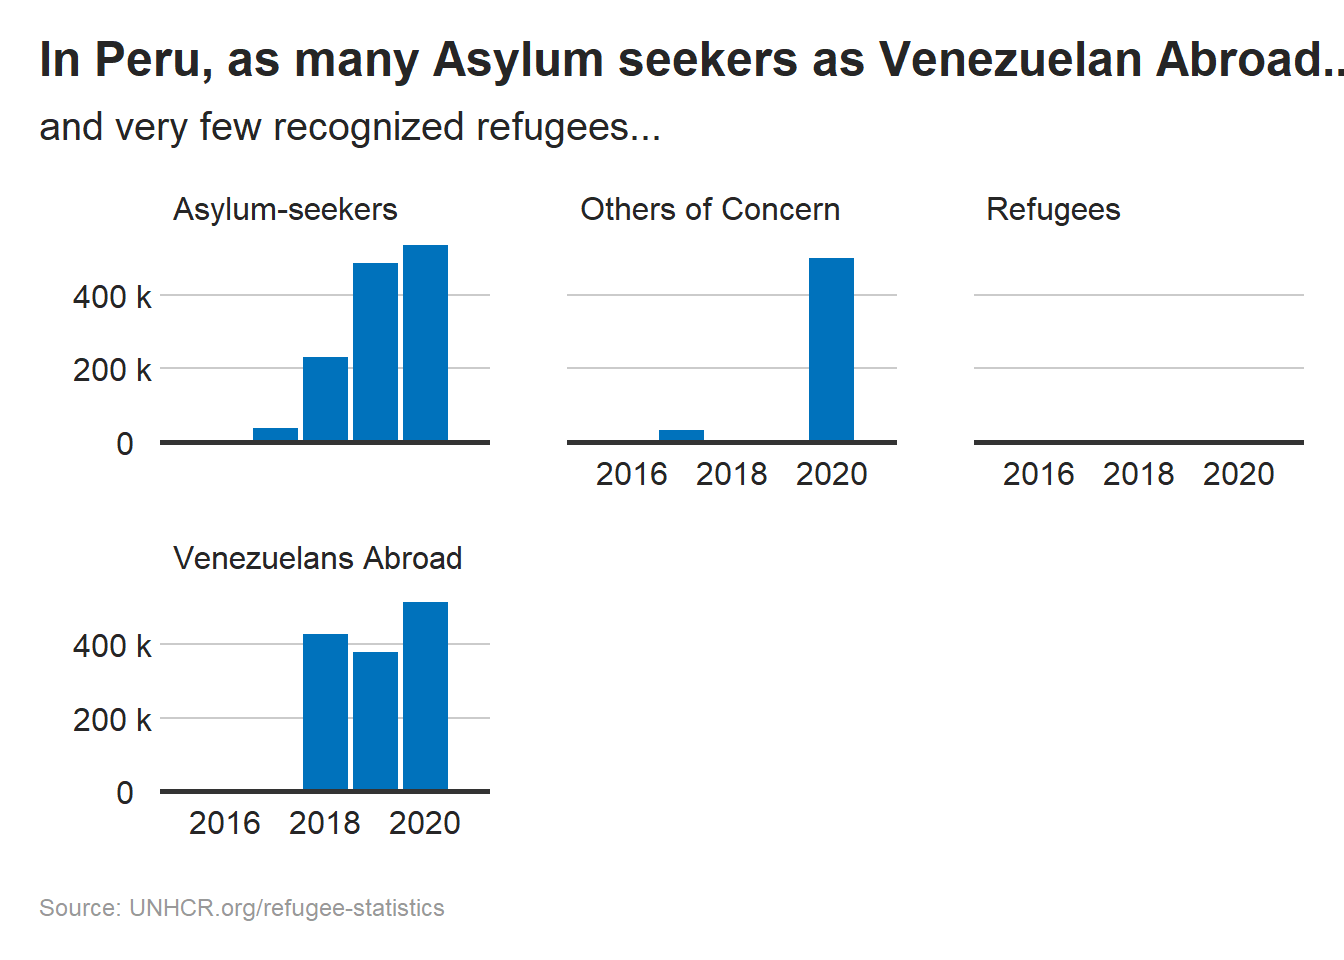 In Peru, as many Asylum seekers as Venezuelan Abroad..
and very few recognized refugees...
Asylum-seekers
Others of Concern
Refugees
400 k
200 k
0
2016 2018 2020
2016 2018 2020
Venezuelans Abroad
400 k
200 k
0
2016 2018 2020
Source: UNHCR.org/refugee-statistics